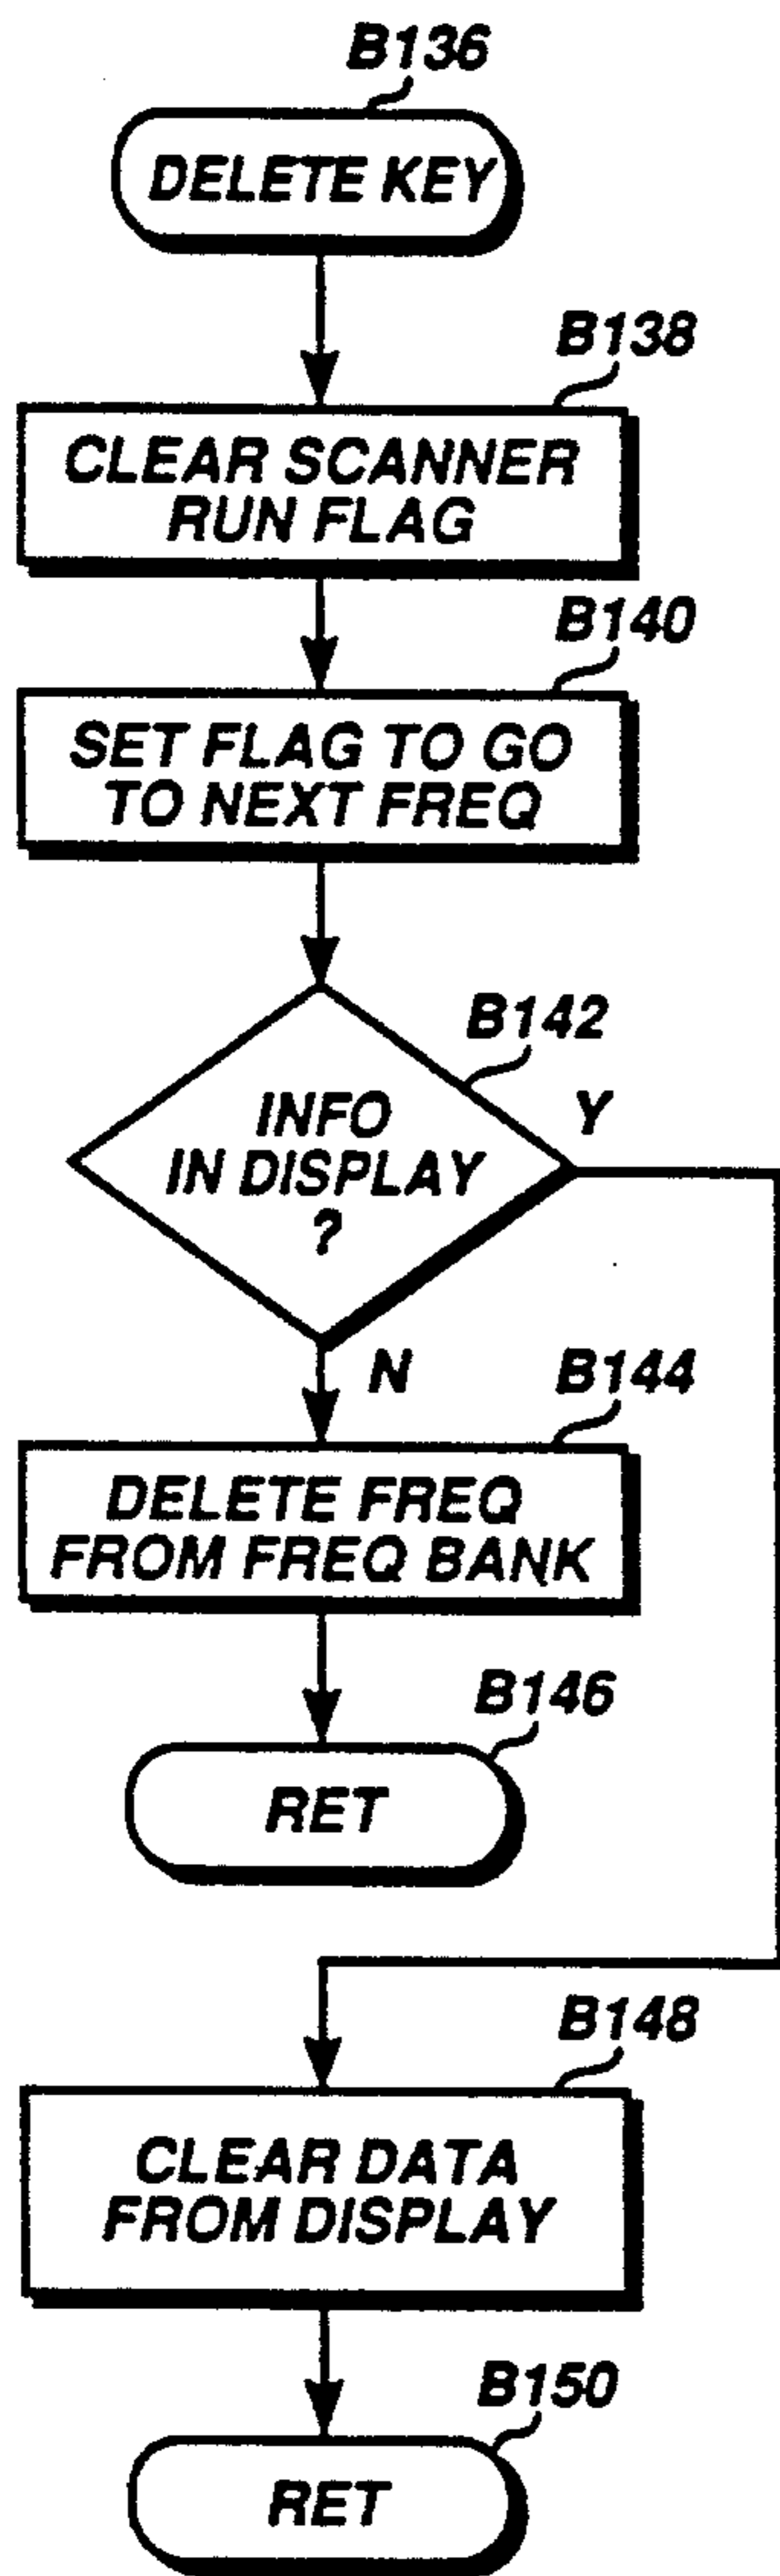 B136
DELETE KEY
B138
CLEAR SCANNER
RUN FLAG
B140
SET FLAG TO GO
TO NEXT FREQ
B142
INFO
IN DISPLAY
?
Y
N
B144
DELETE FREQ
FROM FREQ BANK
B146
RET
B148
CLEAR DATA
FROM DISPLAY
B150
RET